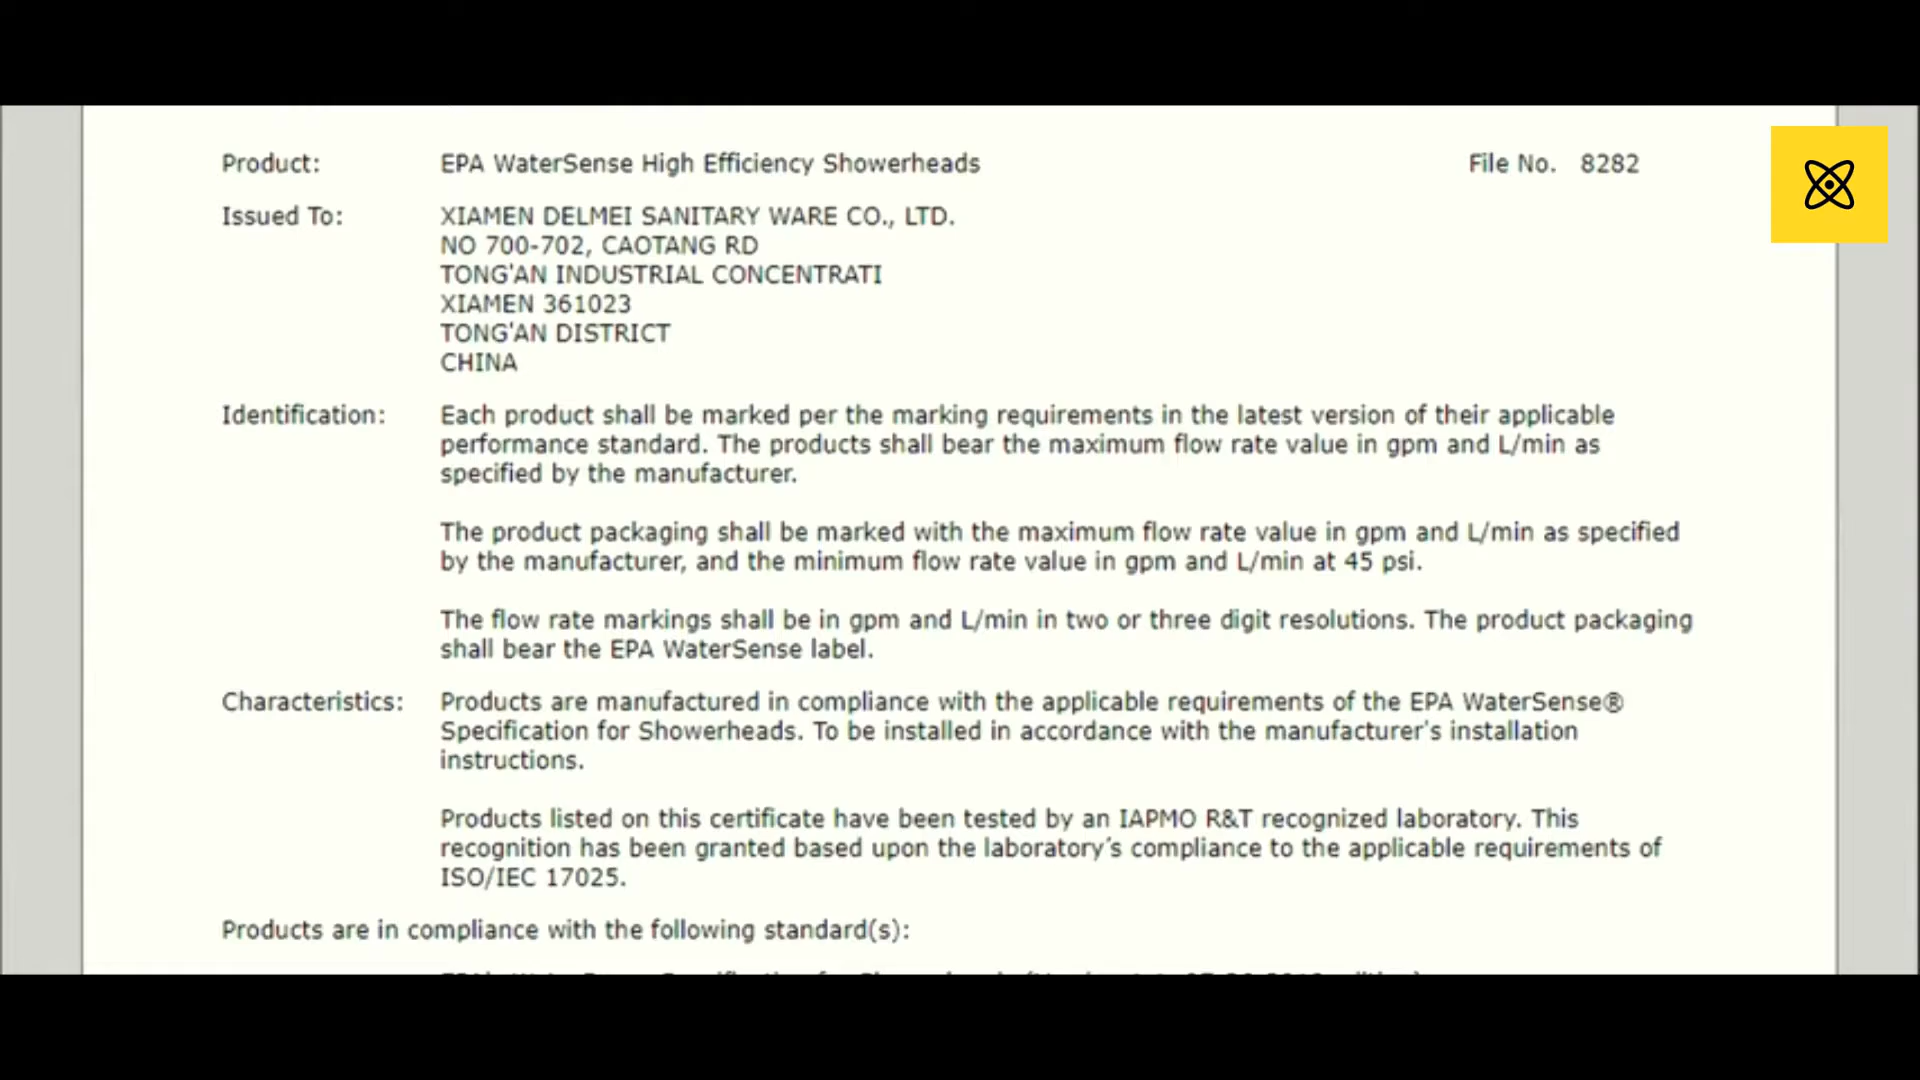 Product: EPA WaterSense High Efficiency Showerheads File No. 8282
Issued To: XIAMEN DELMEI SANITARY WARE CO., LTD.
NO 700-702, CAOTANG RD
TONG'AN INDUSTRIAL CONCENTRATI
XIAMEN 361023
TONG'AN DISTRICT
CHINA
Identification: Each product shall be marked per the marking requirements in the latest version of their applicable
performance standard. The products shall bear the maximum flow rate value in gpm and L/min as
specified by the manufacturer.
The product packaging shall be marked with the maximum flow rate value in gpm and L/min as specified
by the manufacturer, and the minimum flow rate value in gpm and L/min at 45 psi.
The flow rate markings shall be in gpm and L/min in two or three digit resolutions. The product packaging
shall bear the EPA WaterSense label.
Characteristics: Products are manufactured in compliance with the applicable requirements of the EPA WaterSense®
Specification for Showerheads. To be installed in accordance with the manufacturer's installation
instructions.
Products listed on this certificate have been tested by an IAPMO R&T recognized laboratory. This
recognition has been granted based upon the laboratory's compliance to the applicable requirements of
ISO/IEC 17025.
Products are in compliance with the following standard(s):